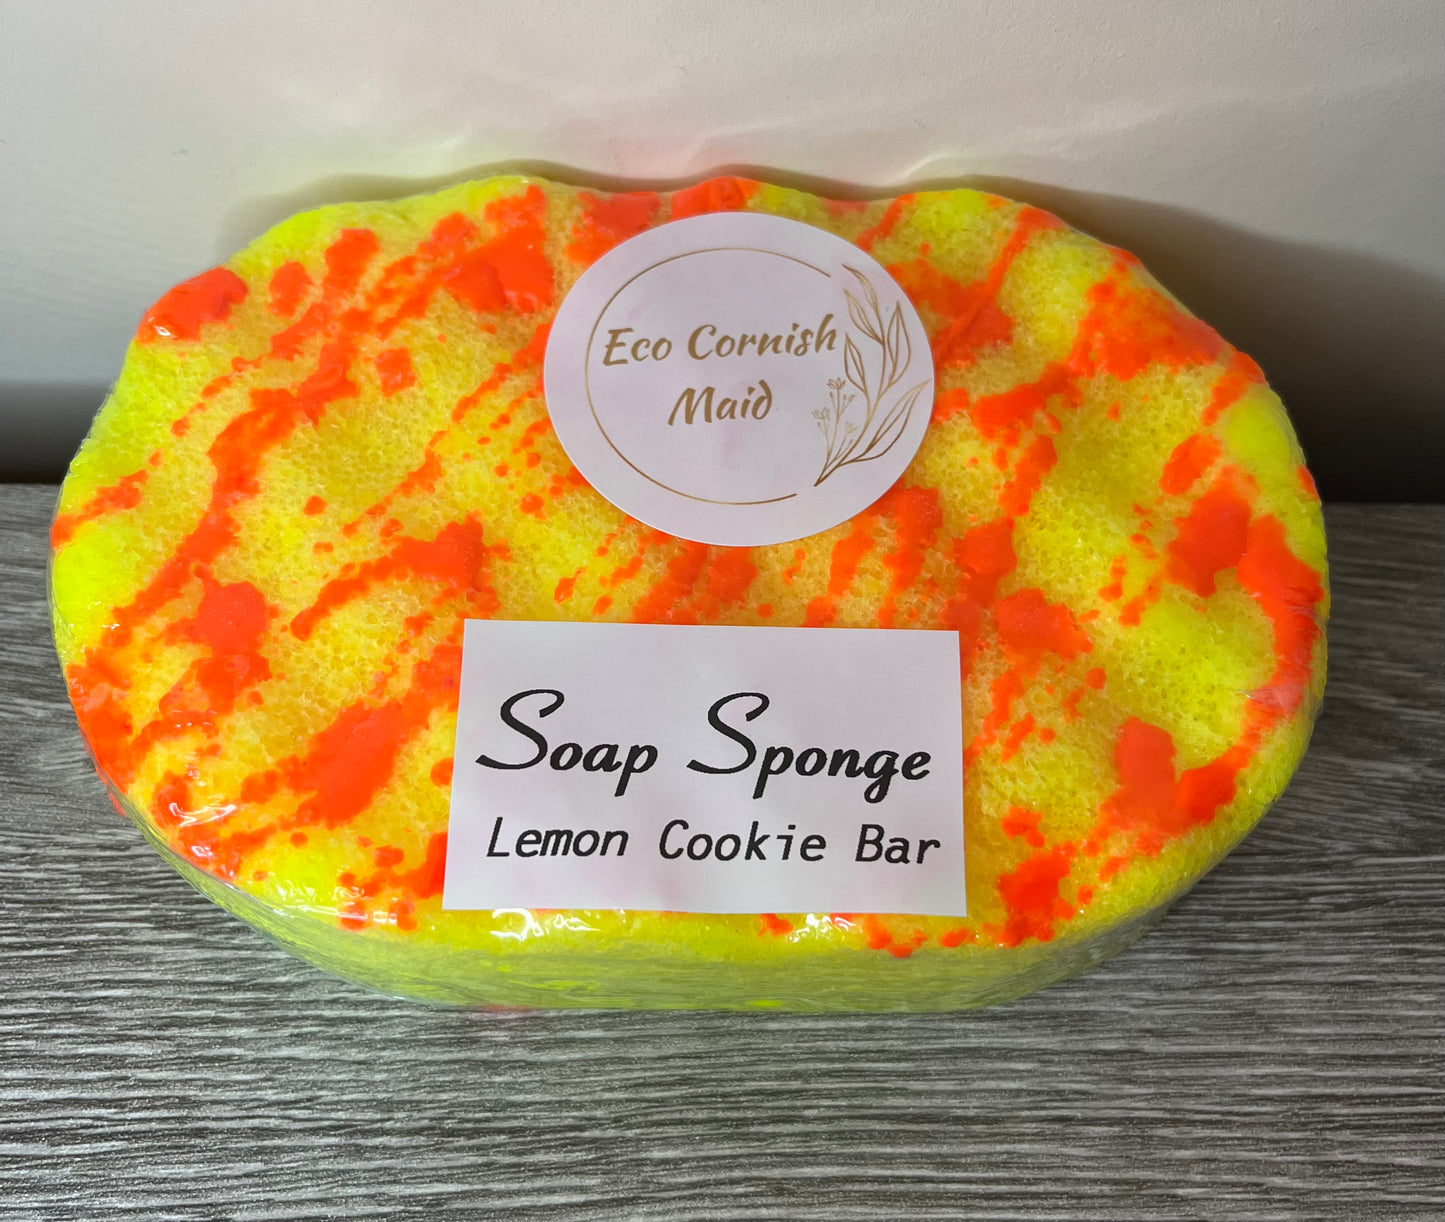 Eco Cornish
Maid
Soap Sponge
Lemon Cookie Bar